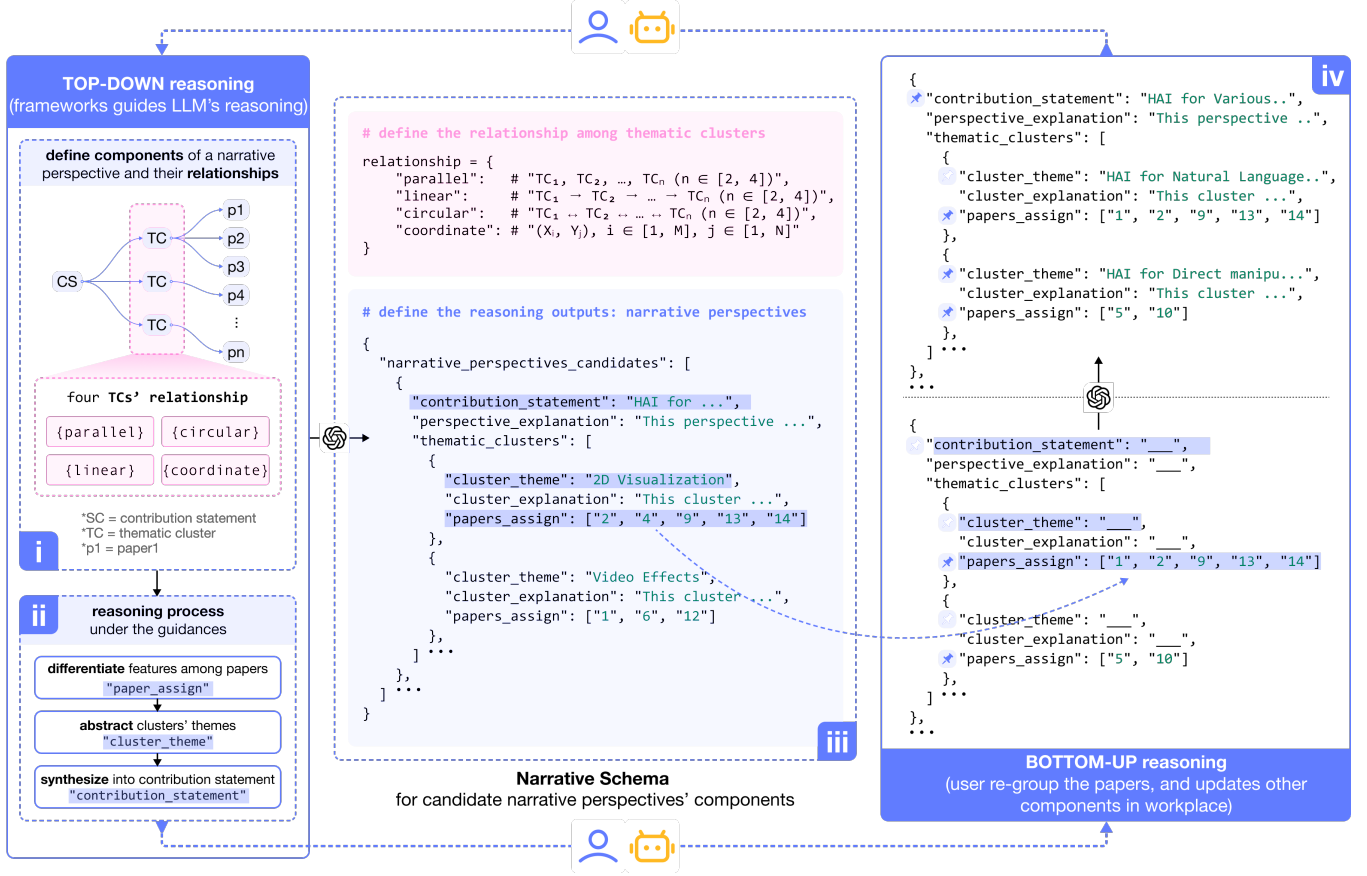 TOP-DOWN reasoning
(frameworks guides LLM's reasoning)
define components of a narrative
perspective and their relationships
CS
TC
TC
TC
p1
p2
p3
p4
⋮
pn
four TCs' relationship
{parallel}
{circular}
{linear}
{coordinate}
*SC = contribution statement
*TC = thematic cluster
*p1 = paper1
i
ii
reasoning process
under the guidances
differentiate features among papers
"paper_assign"
abstract clusters' themes
"cluster_theme"
synthesize into contribution statement
"contribution_statement"
# define the relationship among thematic clusters
relationship = {
"parallel": # "TC₁, TC₂, …, TCₙ (n ∈ [2, 4])",
"linear": # "TC₁ → TC₂ → … → TCₙ (n ∈ [2, 4])",
"circular": # "TC₁ ↔ TC₂ ↔ … ↔ TCₙ (n ∈ [2, 4])",
"coordinate": # "(Xᵢ, Yⱼ), i ∈ [1, M], j ∈ [1, N]"
}
# define the reasoning outputs: narrative perspectives
{
"narrative_perspectives_candidates": [
{
"contribution_statement": "HAI for ...",
"perspective_explanation": "This perspective ...",
"thematic_clusters": [
{
"cluster_theme": "2D Visualization",
"cluster_explanation": "This cluster ...",
"papers_assign": ["2", "4", "9", "13", "14"]
},
{
"cluster_theme": "Video Effects",
"cluster_explanation": "This cluster ...",
"papers_assign": ["1", "6", "12"]
},
] •••
},
] •••
}
iii
Narrative Schema
for candidate narrative perspectives' components
iv
{
"contribution_statement": "HAI for Various..",
"perspective_explanation": "This perspective ..",
"thematic_clusters": [
{
"cluster_theme": "HAI for Natural Language..",
"cluster_explanation": "This cluster ...",
"papers_assign": ["1", "2", "9", "13", "14"]
},
{
"cluster_theme": "HAI for Direct manipu...",
"cluster_explanation": "This cluster ...",
"papers_assign": ["5", "10"]
},
] •••
},
•••
{
"contribution_statement": "___",
"perspective_explanation": "___",
"thematic_clusters": [
{
"cluster_theme": "___",
"cluster_explanation": "___",
"papers_assign": ["1", "2", "9", "13", "14"]
},
{
"cluster_theme": "___",
"cluster_explanation": "___",
"papers_assign": ["5", "10"]
},
] •••
},
•••
BOTTOM-UP reasoning
(user re-group the papers, and updates other
components in workplace)